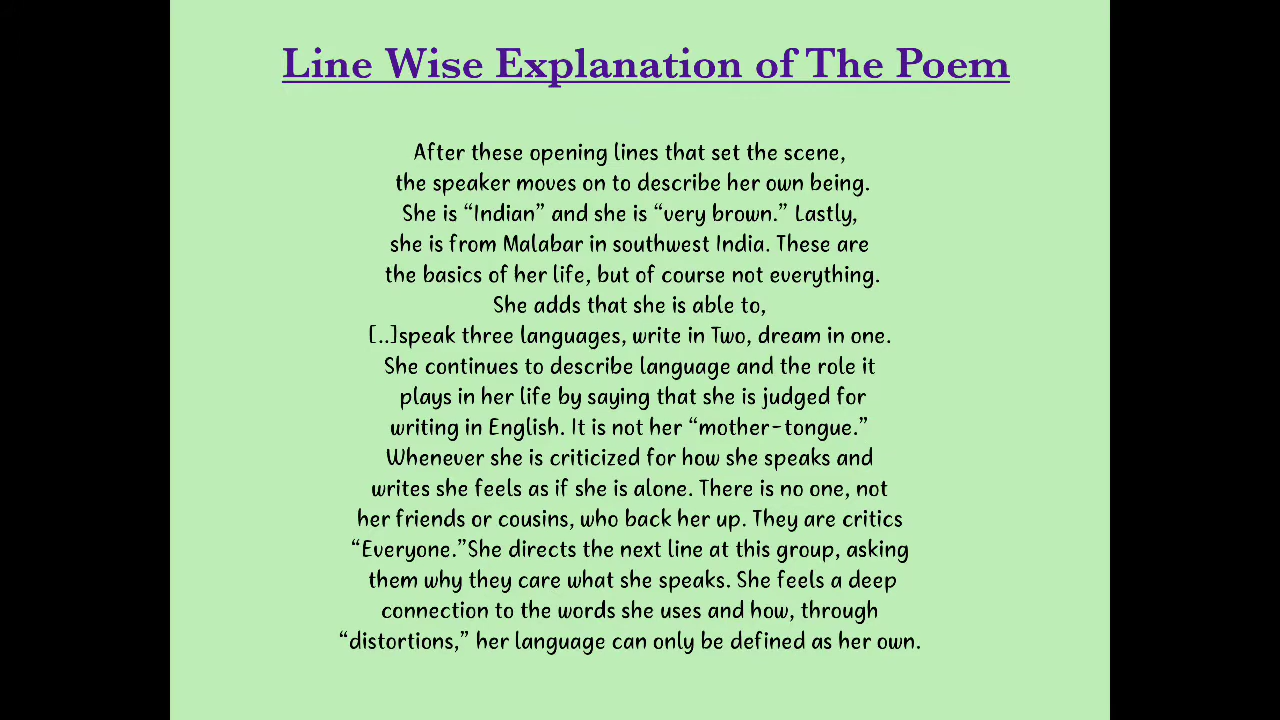 Line Wise Explanation of The Poem
After these opening lines that set the scene,
the speaker moves on to describe her own being.
She is “Indian” and she is “very brown.” Lastly,
she is from Malabar in southwest India. These are
the basics of her life, but of course not everything.
She adds that she is able to,
[..]speak three languages, write in Two, dream in one.
She continues to describe language and the role it
plays in her life by saying that she is judged for
writing in English. It is not her “mother-tongue.”
Whenever she is criticized for how she speaks and
writes she feels as if she is alone. There is no one, not
her friends or cousins, who back her up. They are critics
“Everyone.”She directs the next line at this group, asking
them why they care what she speaks. She feels a deep
connection to the words she uses and how, through
“distortions,” her language can only be defined as her own.